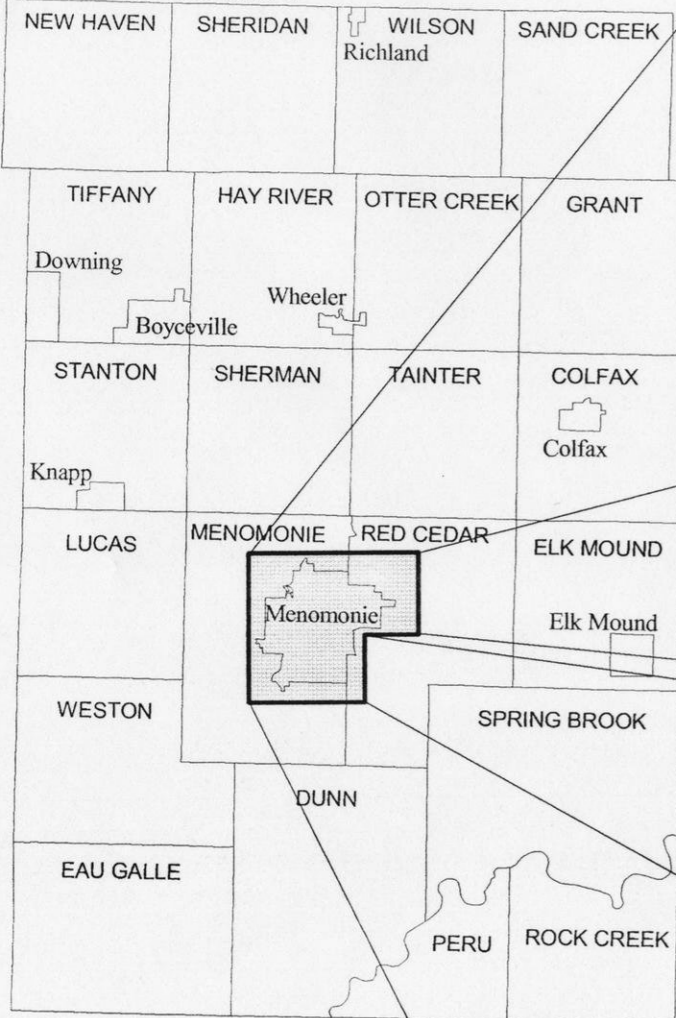 NEW HAVEN SHERIDAN WILSON SAND CREEK
Richland
TIFFANY HAY RIVER OTTER CREEK GRANT
Downing
Wheeler
Boyceville
STANTON SHERMAN TAINTER COLFAX
Colfax
Knapp
LUCAS MENOMONIE RED CEDAR ELK MOUND
Menomonie Elk Mound
WESTON SPRING BROOK
DUNN
EAU GALLE
PERU ROCK CREEK